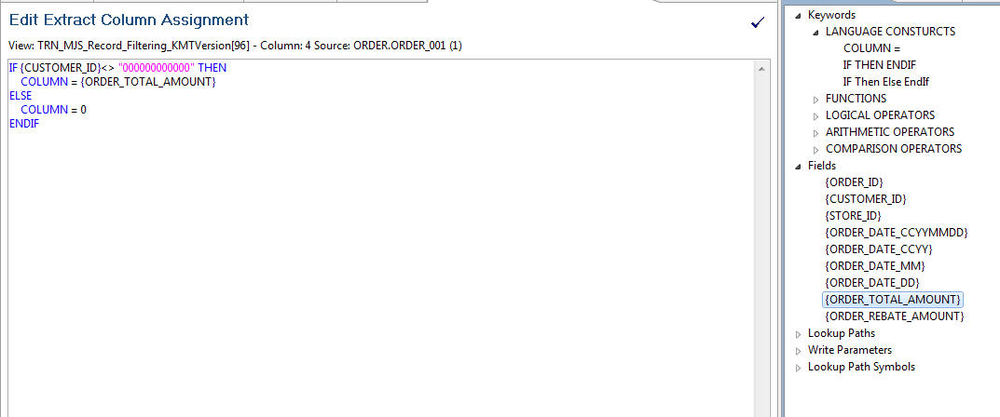 Edit Extract Column Assignment
View: TRN_MJS_Record_Filtering_KMTVersion[96] - Column: 4 Source: ORDER.ORDER_001 (1)
IF {CUSTOMER_ID}<> "000000000000" THEN
COLUMN = {ORDER_TOTAL_AMOUNT}
ELSE
COLUMN = 0
ENDIF
Keywords
LANGUAGE CONSTURCTS
COLUMN =
IF THEN ENDIF
IF Then Else EndIf
FUNCTIONS
LOGICAL OPERATORS
ARITHMETIC OPERATORS
COMPARISON OPERATORS
Fields
{ORDER_ID}
{CUSTOMER_ID}
{STORE_ID}
{ORDER_DATE_CCYYMMDD}
{ORDER_DATE_CCYY}
{ORDER_DATE_MM}
{ORDER_DATE_DD}
{ORDER_TOTAL_AMOUNT}
{ORDER_REBATE_AMOUNT}
Lookup Paths
Write Parameters
Lookup Path Symbols